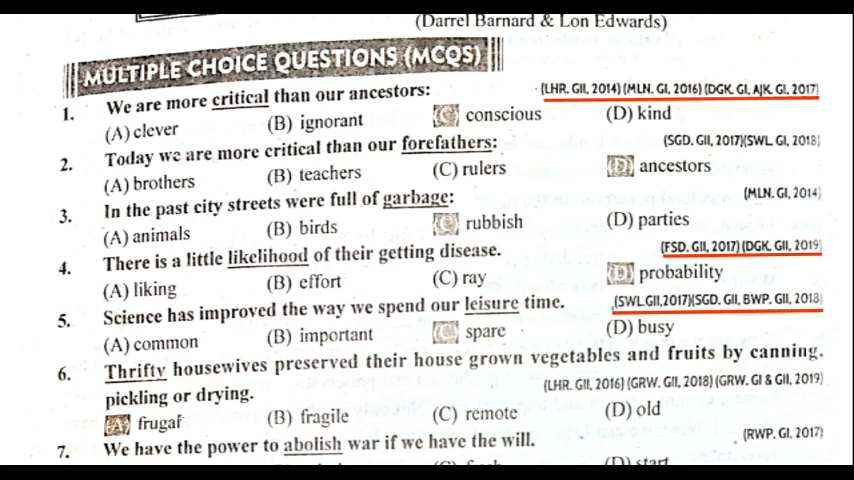 (Darrel Barnard & Lon Edwards)
MULTIPLE CHOICE QUESTIONS (MCQS)
1. We are more critical than our ancestors: (LHR. GII, 2014) (MLN. GI, 2016) (DGK. GI, AJK. GI, 2017)
(A) clever (B) ignorant (C) conscious (D) kind
2. Today we are more critical than our forefathers: (SGD. GII, 2017)(SWL. GI, 2018)
(A) brothers (B) teachers (C) rulers (D) ancestors
3. In the past city streets were full of garbage: (MLN. GI, 2014)
(A) animals (B) birds (C) rubbish (D) parties
4. There is a little likelihood of their getting disease. (FSD. GII, 2017) (DGK. GII, 2019)
(A) liking (B) effort (C) ray (D) probability
5. Science has improved the way we spend our leisure time. (SWL.GII,2017)(SGD. GII, BWP. GII, 2018)
(A) common (B) important (C) spare (D) busy
6. Thrifty housewives preserved their house grown vegetables and fruits by canning,
pickling or drying. (LHR. GII, 2016) (GRW. GII, 2018) (GRW. GI & GII, 2019)
(A) frugal (B) fragile (C) remote (D) old
7. We have the power to abolish war if we have the will. (RWP. GI, 2017)
(D) start